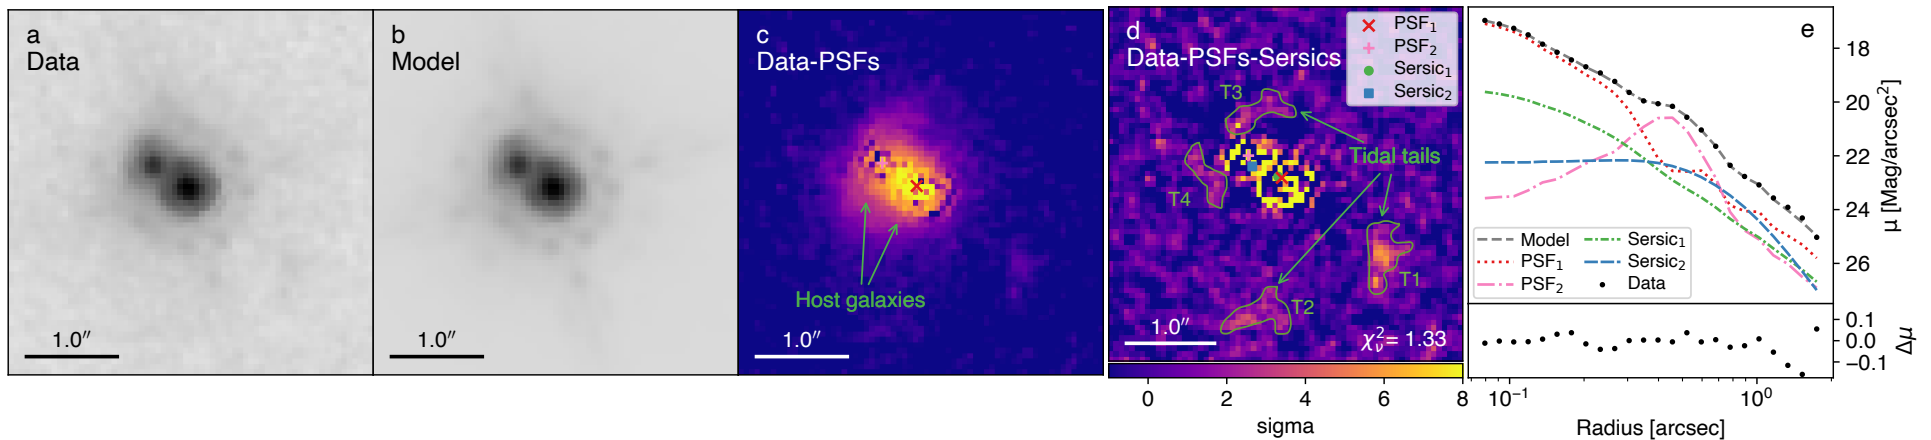 a
Data
1.0″
b
Model
c
Data-PSFs
Host galaxies
1.0″
d
Data-PSFs-Sersics
PSF₁
PSF₂
Sersic₁
Sersic₂
T3
Tidal tails
T4
T1
T2
1.0″
χ²ᵥ= 1.33
0 2 4 6 8
sigma
e
18
20
22
24
26
μ [Mag/arcsec²]
Model
PSF₁
PSF₂
Sersic₁
Sersic₂
Data
0.1
0.0
−0.1
Δμ
10⁻¹ 10⁰
Radius [arcsec]